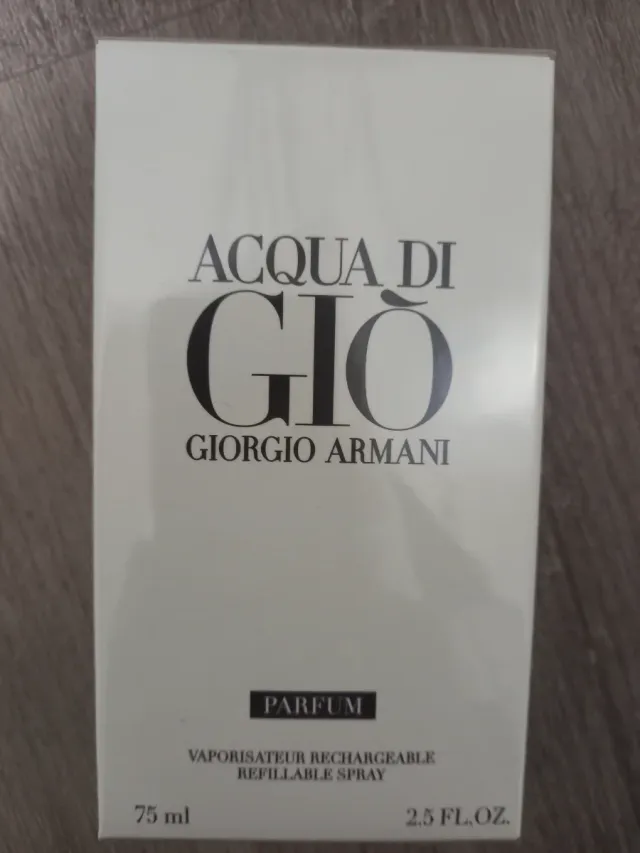 ACQUA DI
GIÒ
GIORGIO ARMANI
PARFUM
VAPORISATEUR RECHARGEABLE
REFILLABLE SPRAY
75 ml
2.5 FL.OZ.